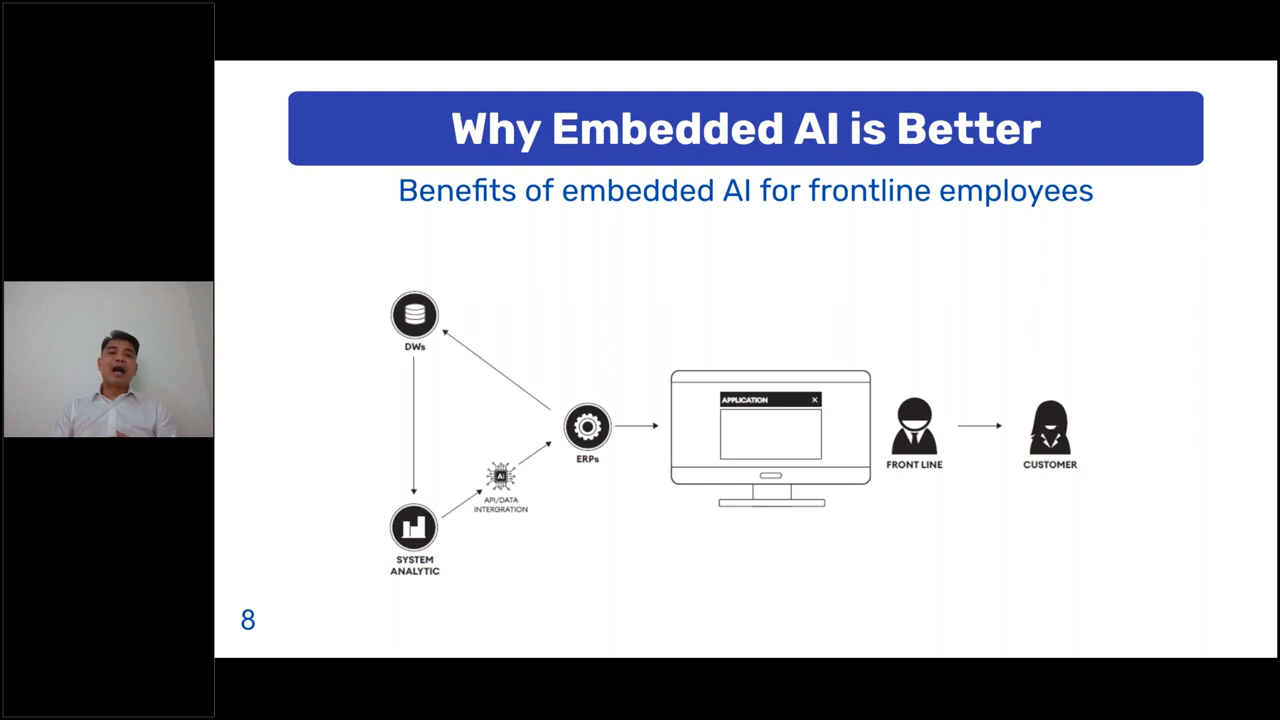 Why Embedded AI is Better
Benefits of embedded AI for frontline employees
DWs
APPLICATION X
ERPs
FRONT LINE
CUSTOMER
AI
API/DATA
INTERGRATION
SYSTEM
ANALYTIC
8